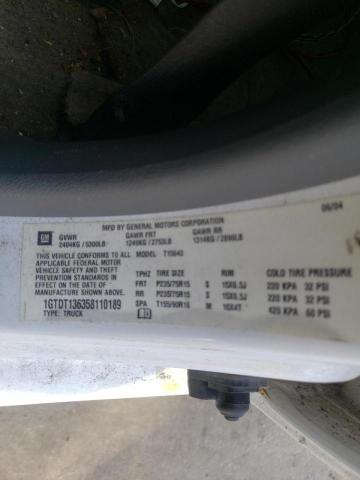 MFD BY GENERAL MOTORS CORPORATION 06/04
GM GVWR GAWR FRT GAWR RR
2404KG / 5300LB 1249KG / 2753LB 1314KG / 2896LB
THIS VEHICLE CONFORMS TO ALL MODEL:
APPLICABLE FEDERAL MOTOR
VEHICLE SAFETY AND THEFT TPHZ TIRE SIZE RIM COLD TIRE PRESSURE
PREVENTION STANDARDS IN EFFECT FRT P235/75R15 S 15X6.5J 220 KPA 32 PSI
ON THE DATE OF MANUFACTURE RR P235/75R15 S 15X6.5J 220 KPA 32 PSI
SHOWN ABOVE. SPA T155/90R16 M 16X4T 420 KPA 60 PSI
1GTDT136358110189
TYPE: TRUCK